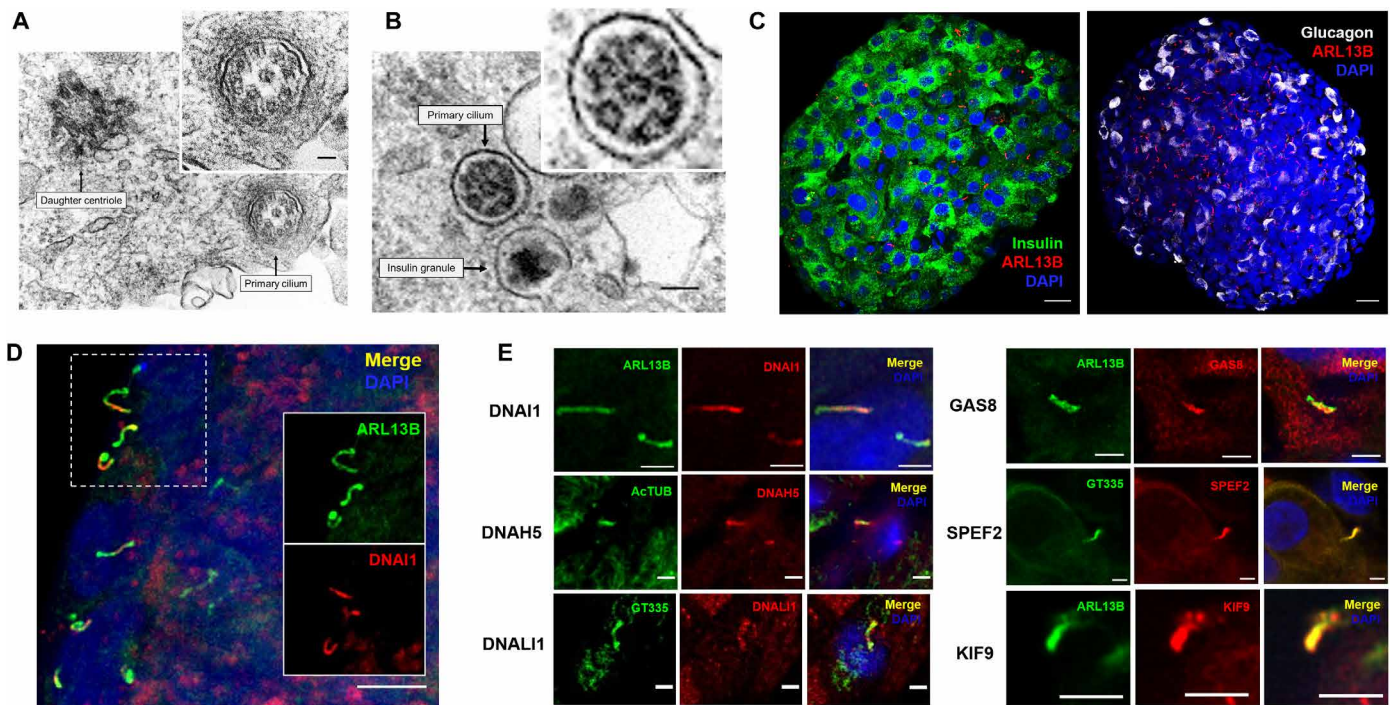 A
Daughter centriole
Primary cilium
B
Primary cilium
Insulin granule
C
Insulin
ARL13B
DAPI
Glucagon
ARL13B
DAPI
D
Merge
DAPI
ARL13B
DNAI1
E
DNAI1
ARL13B
DNAI1
Merge
DAPI
DNAH5
AcTUB
DNAH5
Merge
DAPI
DNALI1
GT335
DNALI1
Merge
DAPI
GAS8
ARL13B
GAS8
Merge
DAPI
SPEF2
GT335
SPEF2
Merge
DAPI
KIF9
ARL13B
KIF9
Merge
DAPI